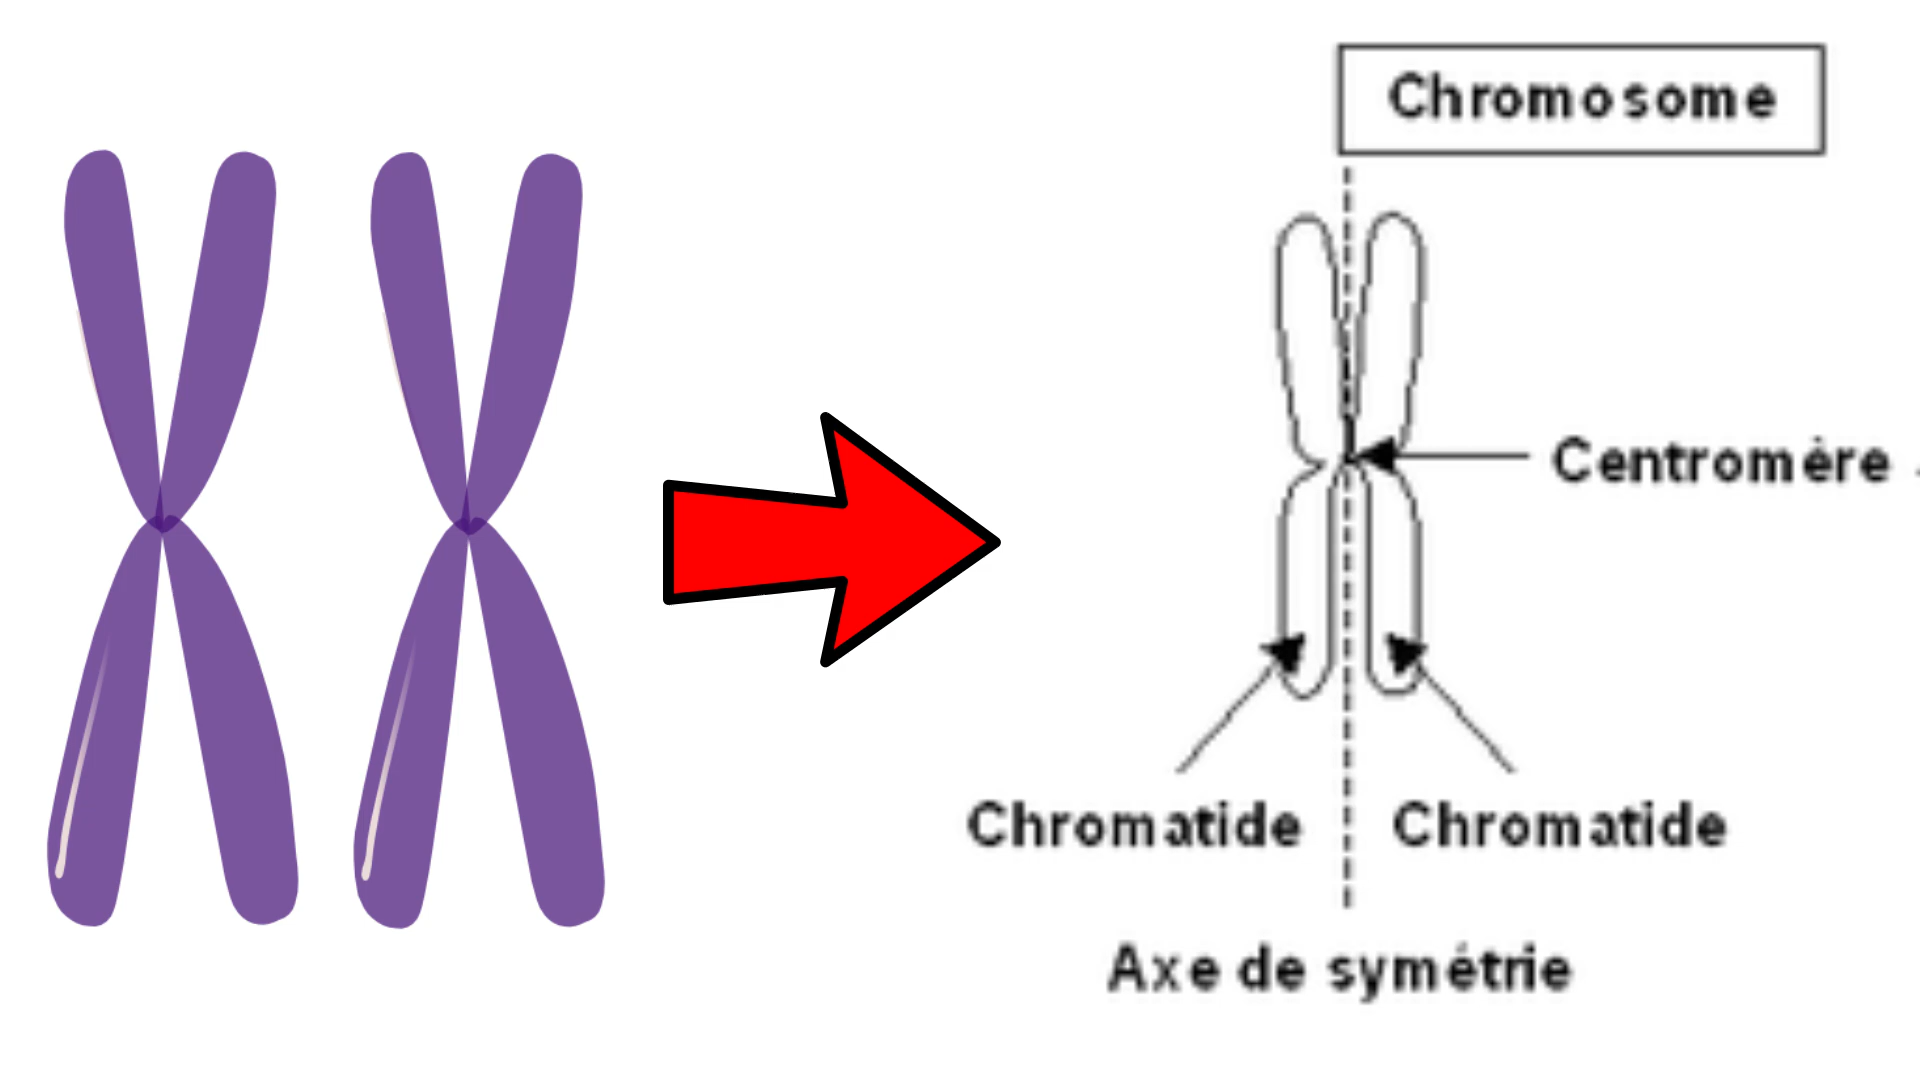 Chromosome
Centromère
Chromatide Chromatide
Axe de symétrie